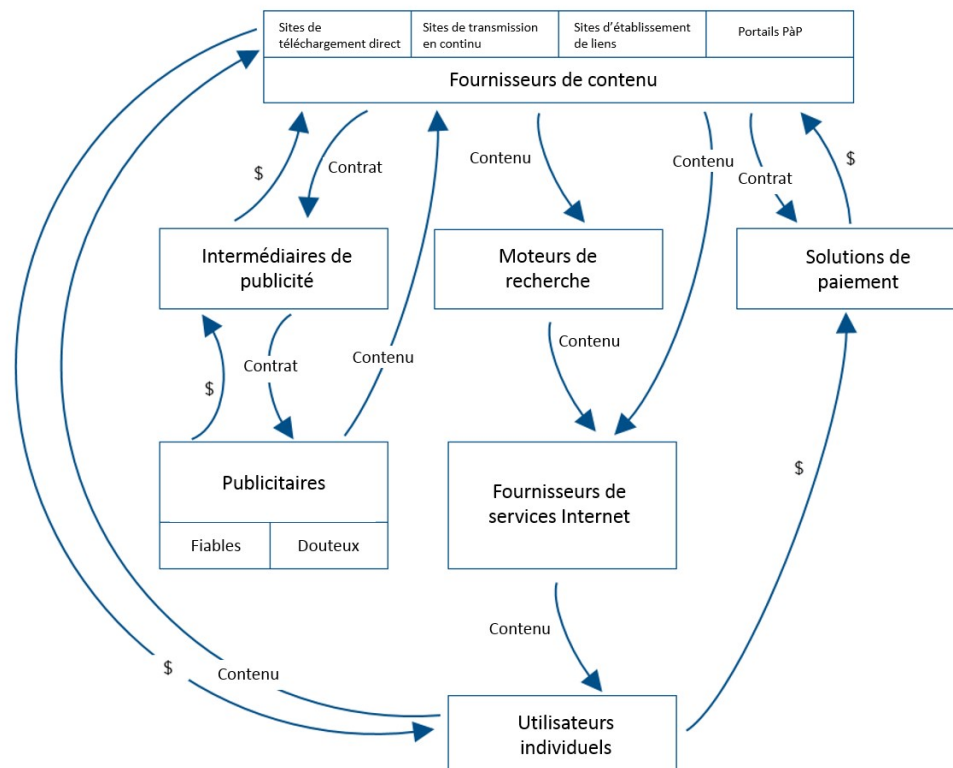 Sites de
téléchargement direct
Sites de transmission
en continu
Sites d'établissement
de liens
Portails PàP
Fournisseurs de contenu
$
Contrat
Contenu
Contenu
Contrat
$
Intermédiaires de
publicité
Moteurs de
recherche
Solutions de
paiement
$
Contrat
Contenu
Contenu
Publicitaires
Fiables
Douteux
Fournisseurs de
services Internet
$
Contenu
$
Contenu
Utilisateurs
individuels